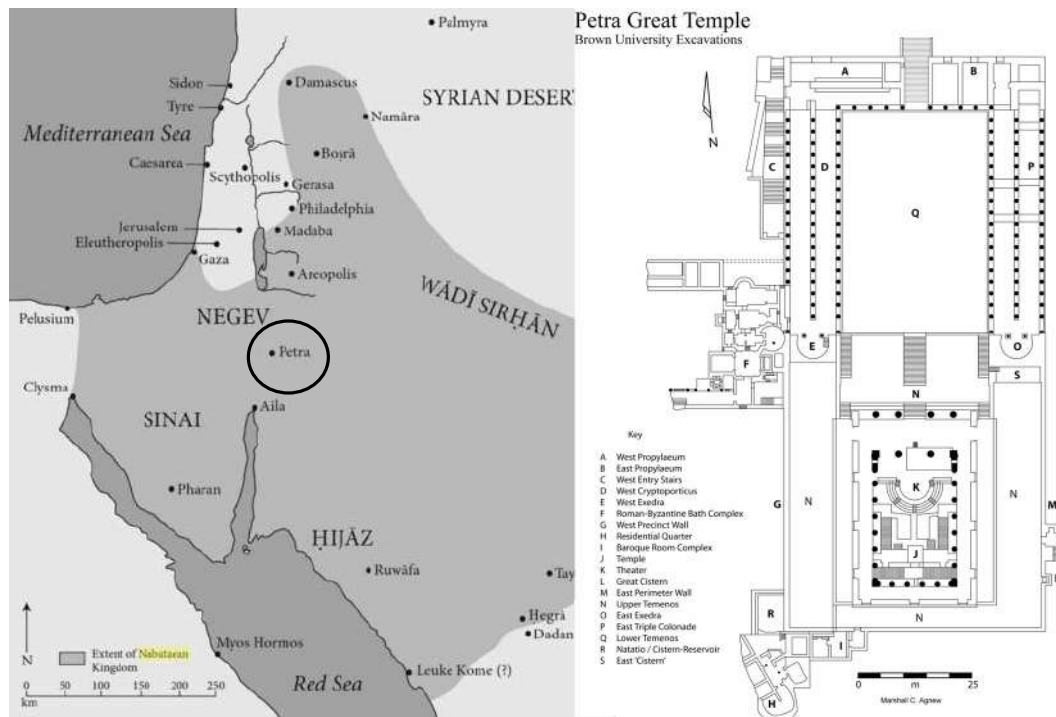 Palmyra
Sidon
Damascus
Tyre
SYRIAN DESERT
Mediterranean Sea
Namāra
Boṣrā
Caesarea
Scythopolis
Gerasa
Philadelphia
Jerusalem
Madaba
Eleutheropolis
Gaza
Areopolis
WĀDĪ SIRḤĀN
Pelusium
NEGEV
Petra
Clysma
Aila
SINAI
Pharan
ḤIJĀZ
Ruwāfa
Tay
Ḥegrā
Dadan
N
Myos Hormos
Extent of Nabataean
Kingdom
Leuke Kome (?)
Red Sea
0 50 100 150 200 250
km
Petra Great Temple
Brown University Excavations
N
A
B
C
D
P
Q
E
O
F
S
N
K
N
N
G
M
J
N
R
I
H
Key
A West Propylaeum
B East Propylaeum
C West Entry Stairs
D West Cryptoporticus
E West Exedra
F Roman-Byzantine Bath Complex
G West Precinct Wall
H Residential Quarter
I Baroque Room Complex
J Temple
K Theater
L Great Cistern
M East Perimeter Wall
N Upper Temenos
O East Exedra
P East Triple Colonade
Q Lower Temenos
R Natatio / Cistern-Reservoir
S East 'Cistern'
0 m 25
Marshall C. Agnew